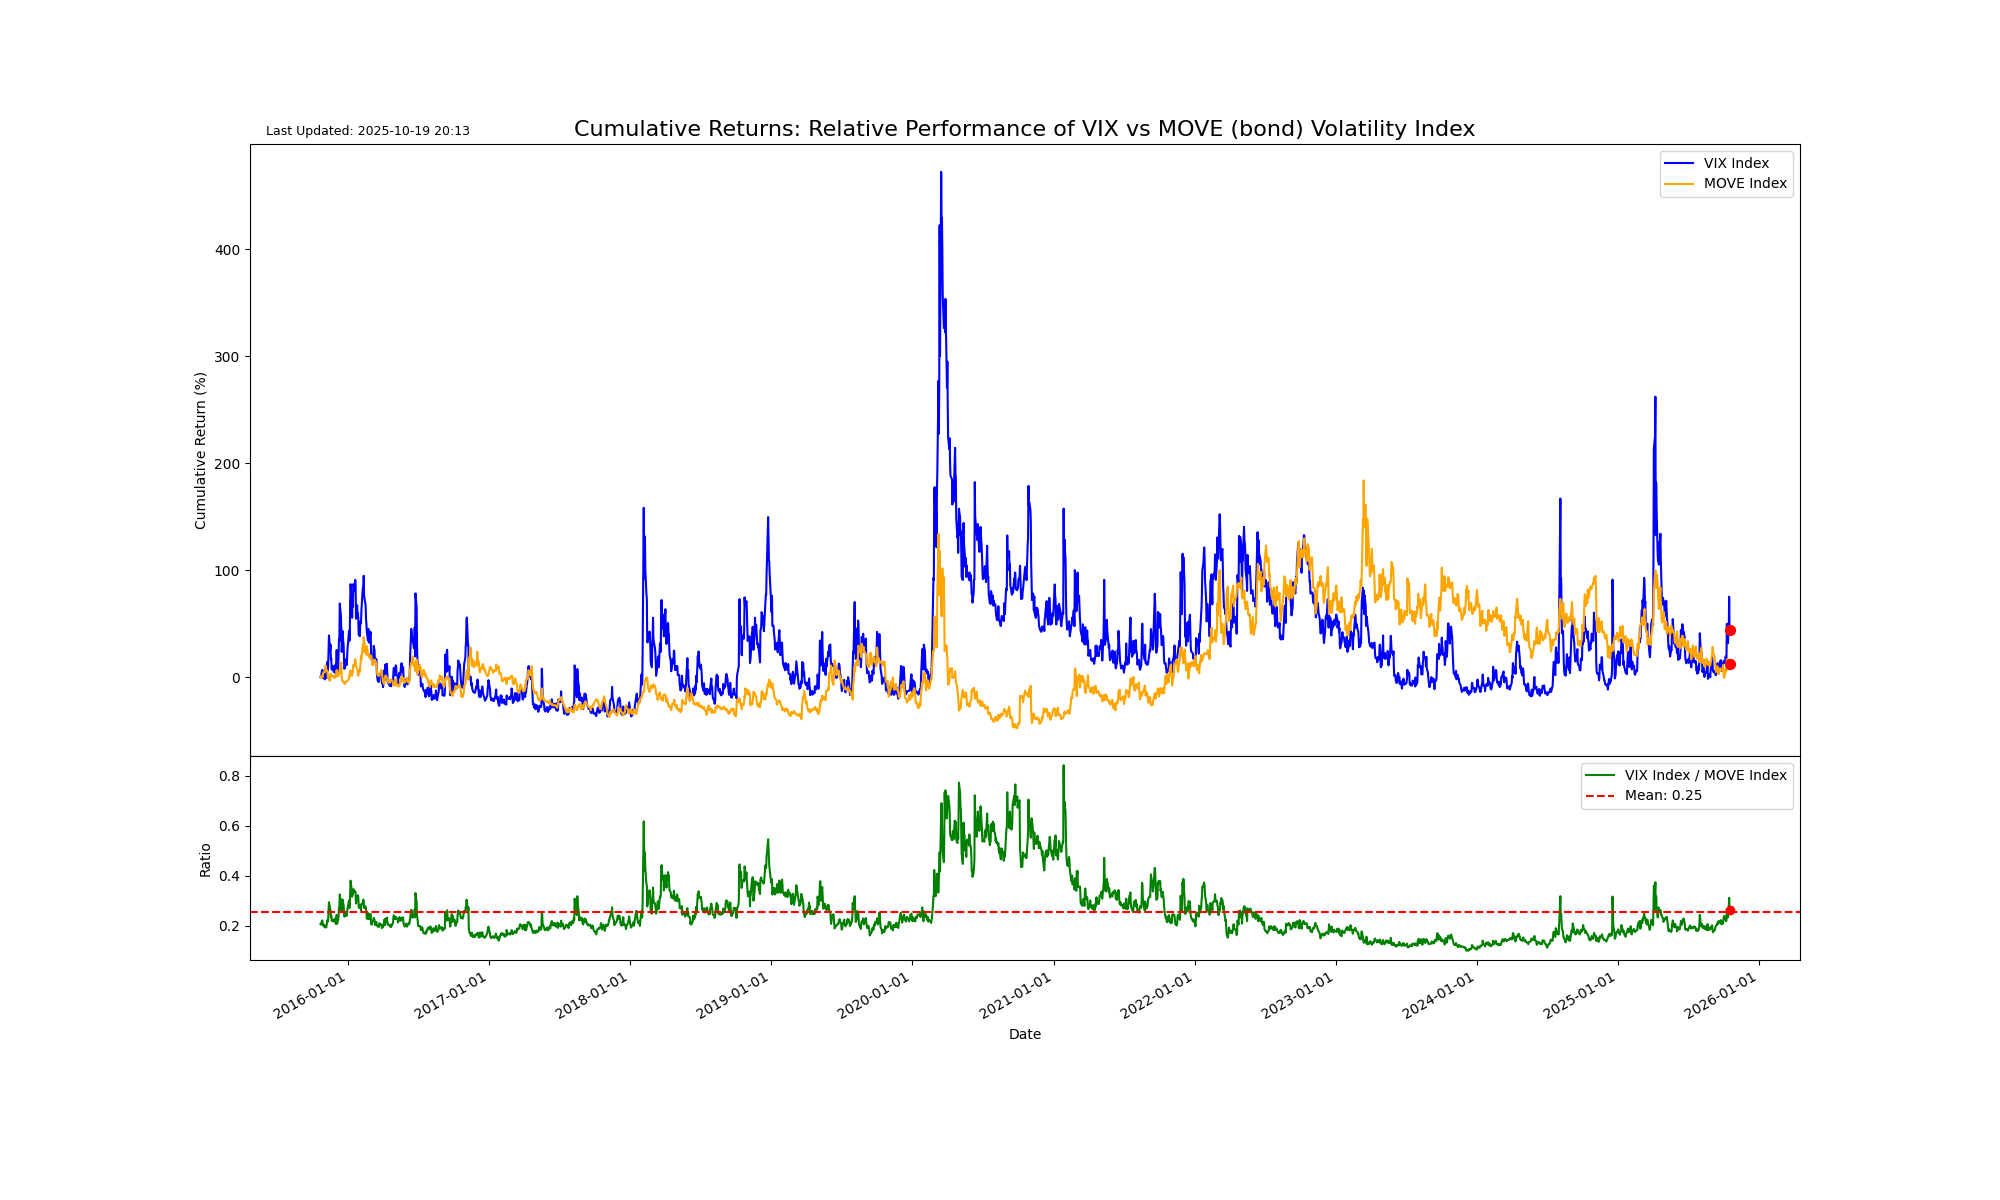 Last Updated: 2025-10-19 20:13
Cumulative Returns: Relative Performance of VIX vs MOVE (bond) Volatility Index
VIX Index
MOVE Index
400
300
200
100
0
Cumulative Return (%)
VIX Index / MOVE Index
Mean: 0.25
0.8
0.6
0.4
0.2
Ratio
2016-01-01
2017-01-01
2018-01-01
2019-01-01
2020-01-01
2021-01-01
2022-01-01
2023-01-01
2024-01-01
2025-01-01
2026-01-01
Date